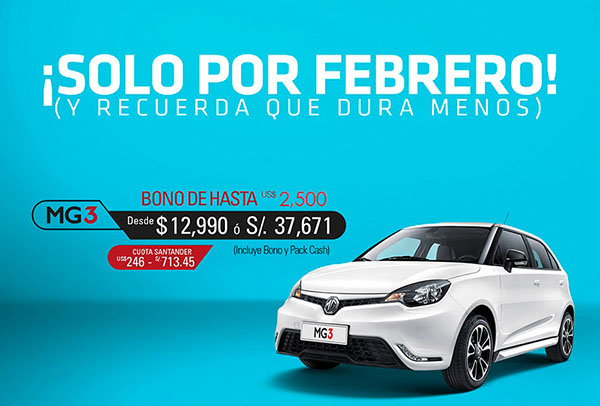 ¡SOLO POR FEBRERO!
(Y RECUERDA QUE DURA MENOS)
BONO DE HASTA US$ 2,500
MG3
Desde $12,990 ó S/. 37,671
(Incluye Bono y Pack Cash)
CUOTA SANTANDER
US$246 - S/.713.45
MG3